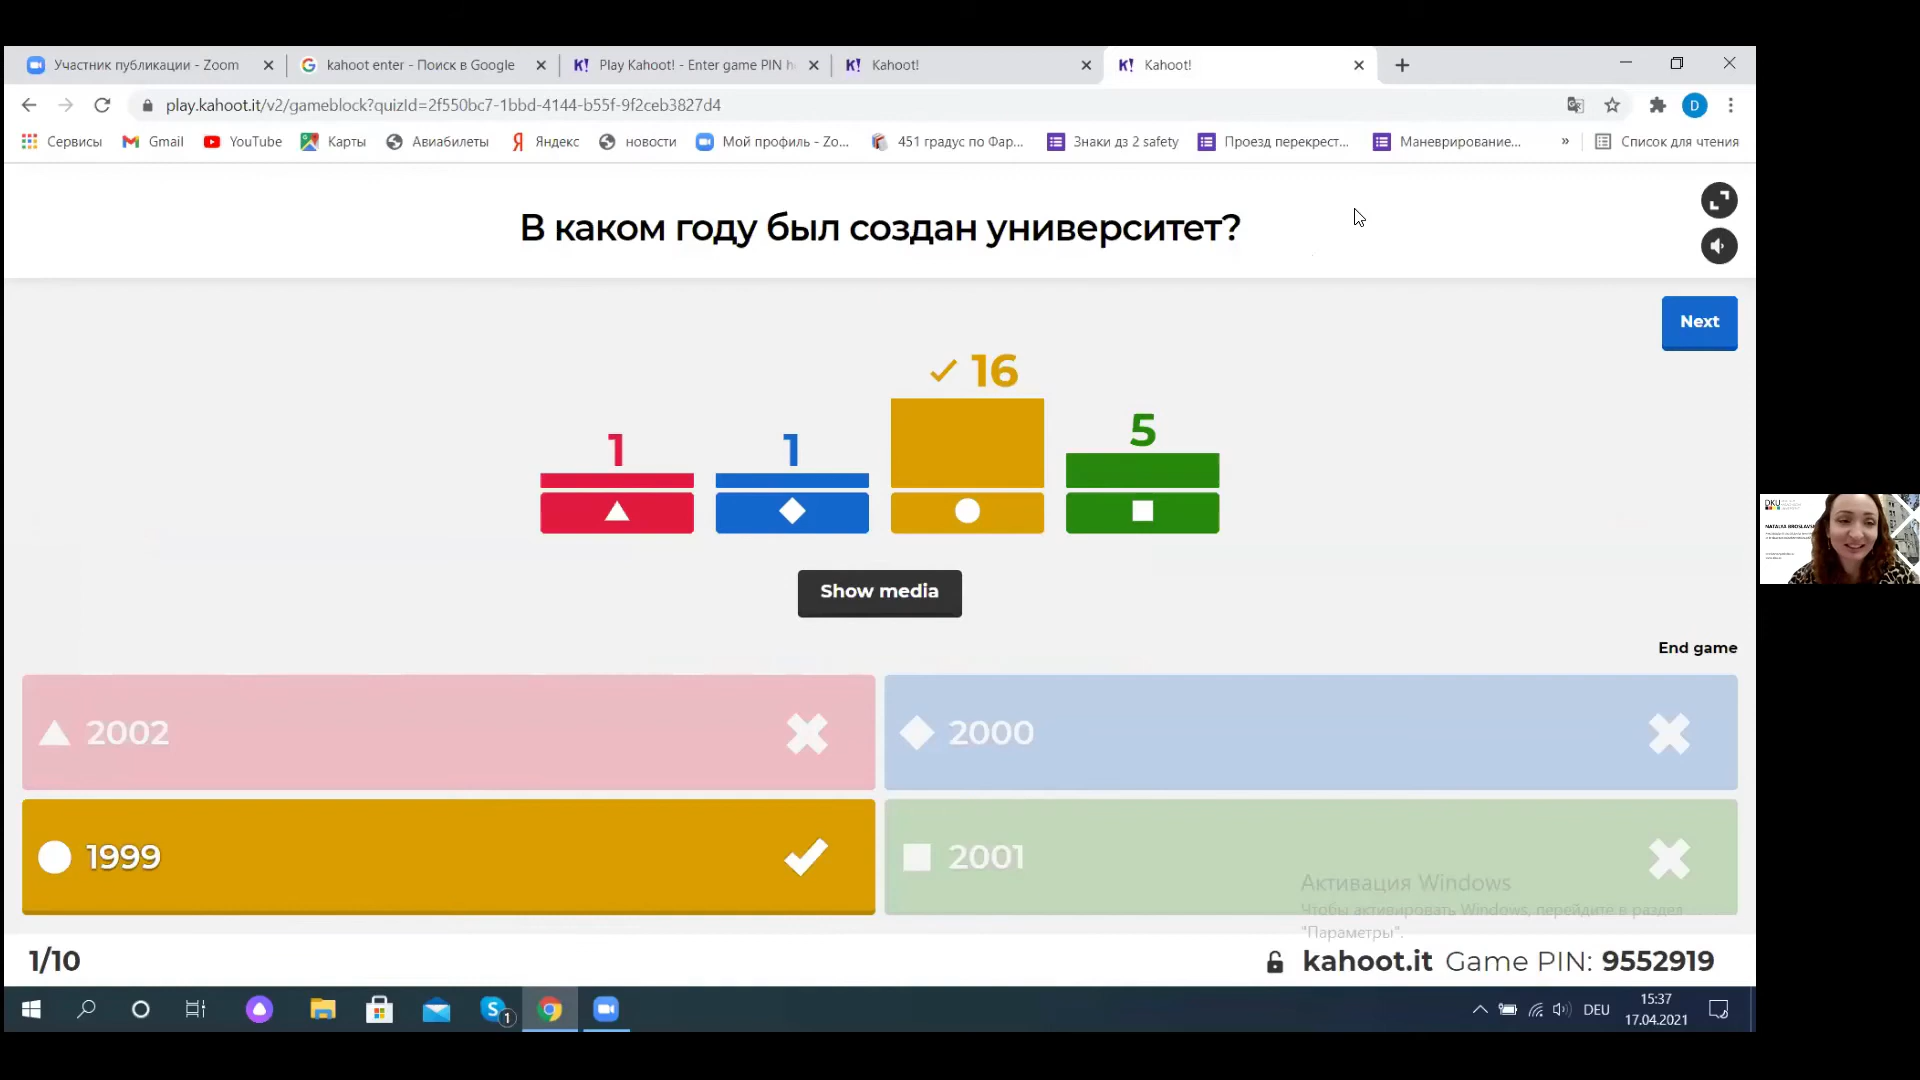 Участник публикации - Zoom
kahoot enter - Поиск в Google
K! Play Kahoot! - Enter game PIN h
K! Kahoot!
K! Kahoot!
play.kahoot.it/v2/gameblock?quizId=2f550bc7-1bbd-4144-b55f-9f2ceb3827d4
D
Сервисы
Gmail
YouTube
Карты
Авиабилеты
Яндекс
новости
Мой профиль - Zo...
451 градус по Фар...
Знаки дз 2 safety
Проезд перекрест...
Маневрирование...
»
Список для чтения
В каком году был создан университет?
Next
1
1
16
5
Show media
End game
2002
2000
1999
2001
Активация Windows
Чтобы активировать Windows, перейдите в раздел
"Параметры".
1/10
kahoot.it Game PIN: 9552919
S 1
DEU
15:37
17.04.2021
DKU